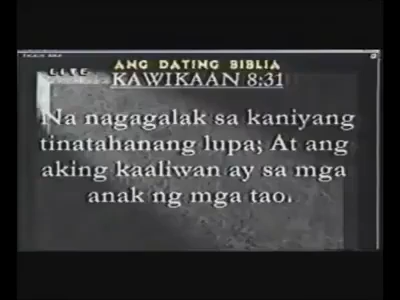 LIVE
ANG DATING BIBLIA
KAWIKAAN 8:31
Na nagagalak sa kaniyang
tinatahanang lupa; At ang
aking kaaliwan ay sa mga
anak ng mga tao.